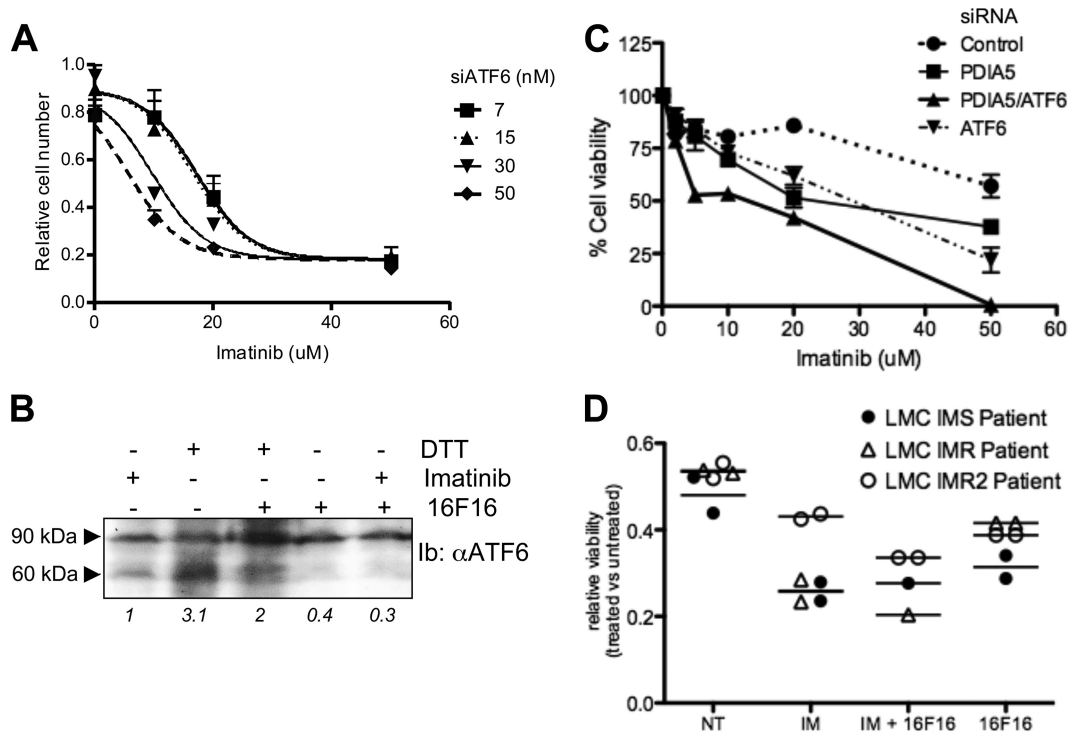 A
siATF6 (nM)
7
15
30
50
1.0
0.8
0.6
0.4
0.2
0.0
Relative cell number
0 20 40 60
Imatinib (uM)
C
siRNA
Control
PDIA5
PDIA5/ATF6
ATF6
125
100
75
50
25
0
% Cell viability
0 10 20 30 40 50 60
Imatinib (uM)
B
- + + - - DTT
+ - - - + Imatinib
- - + + + 16F16
90 kDa
60 kDa
Ib: αATF6
1 3.1 2 0.4 0.3
D
LMC IMS Patient
LMC IMR Patient
LMC IMR2 Patient
0.6
0.4
0.2
0.0
relative viability
(treated vs untreated)
NT IM IM + 16F16 16F16